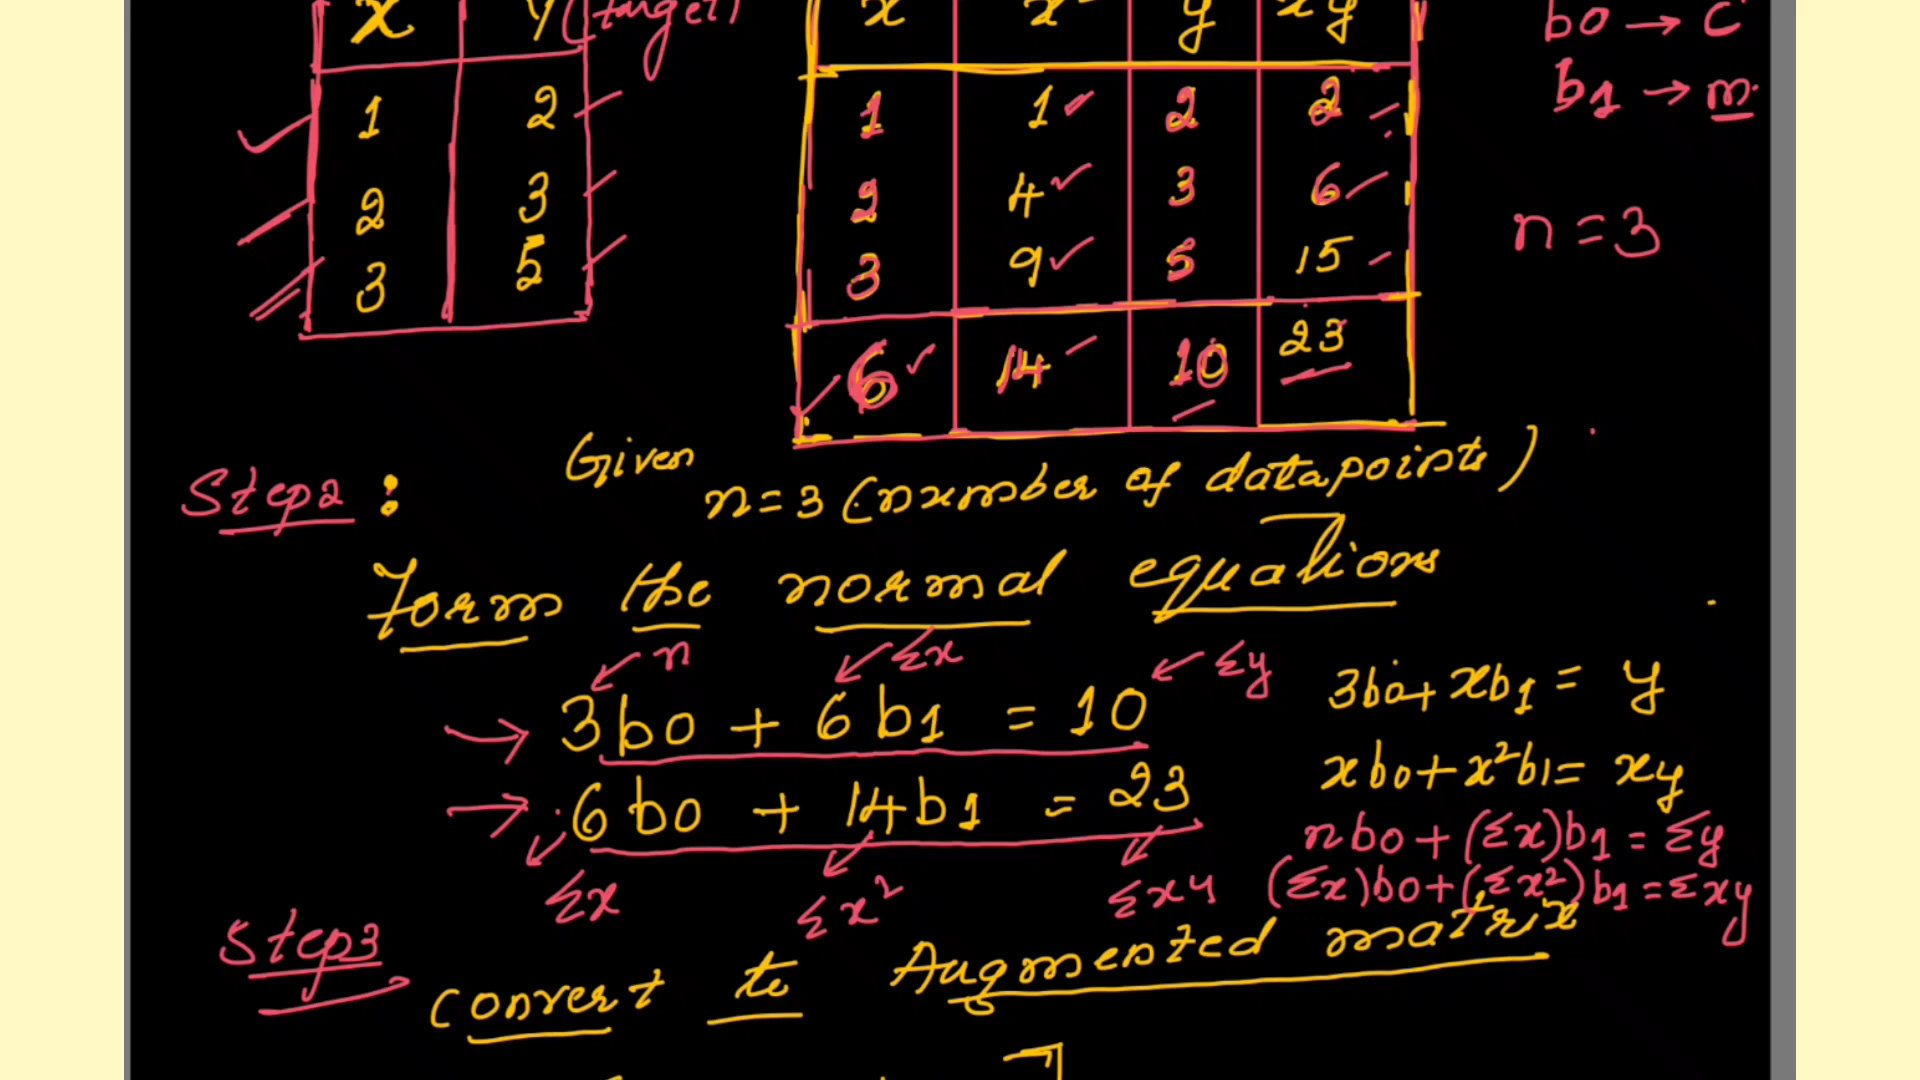 x y (target)
1 2
2 3
3 5
x x² y xy
1 1 2 2
2 4 3 6
3 9 5 15
6 14 10 23
b0 → c
b1 → m
n = 3
Step2 :
Given
n = 3 (number of datapoints)
Form the normal equations
n Σx Σy
3b0 + 6b1 = 10
6b0 + 14b1 = 23
Σx Σx² Σxy
3b0 + xb1 = y
xb0 + x²b1 = xy
nb0 + (Σx)b1 = Σy
(Σx)b0 + (Σx²)b1 = Σxy
Step3
Convert to Augmented matrix